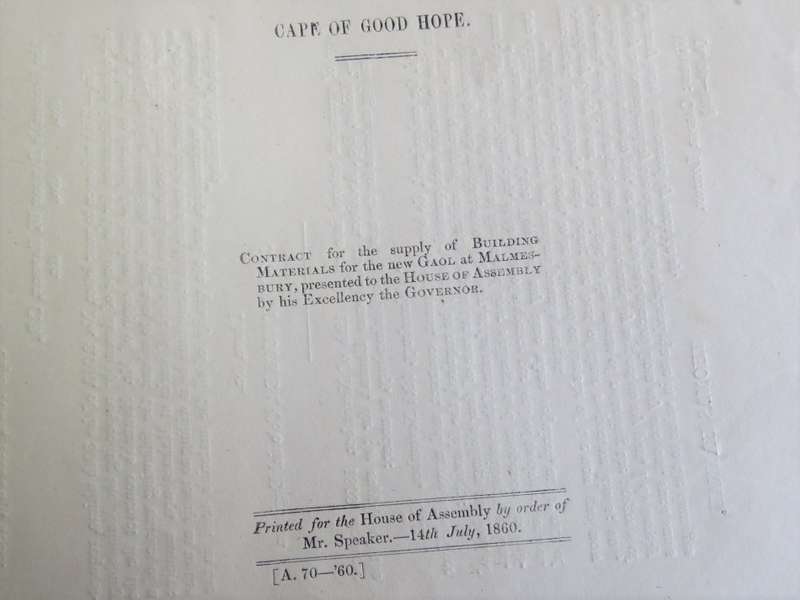 CAPE OF GOOD HOPE.
CONTRACT for the supply of BUILDING
MATERIALS for the new GAOL at MALMES-
BURY, presented to the HOUSE OF ASSEMBLY
by his Excellency the GOVERNOR.
Printed for the House of Assembly by order of
Mr. Speaker.—14th July, 1860.
[A. 70—'60.]